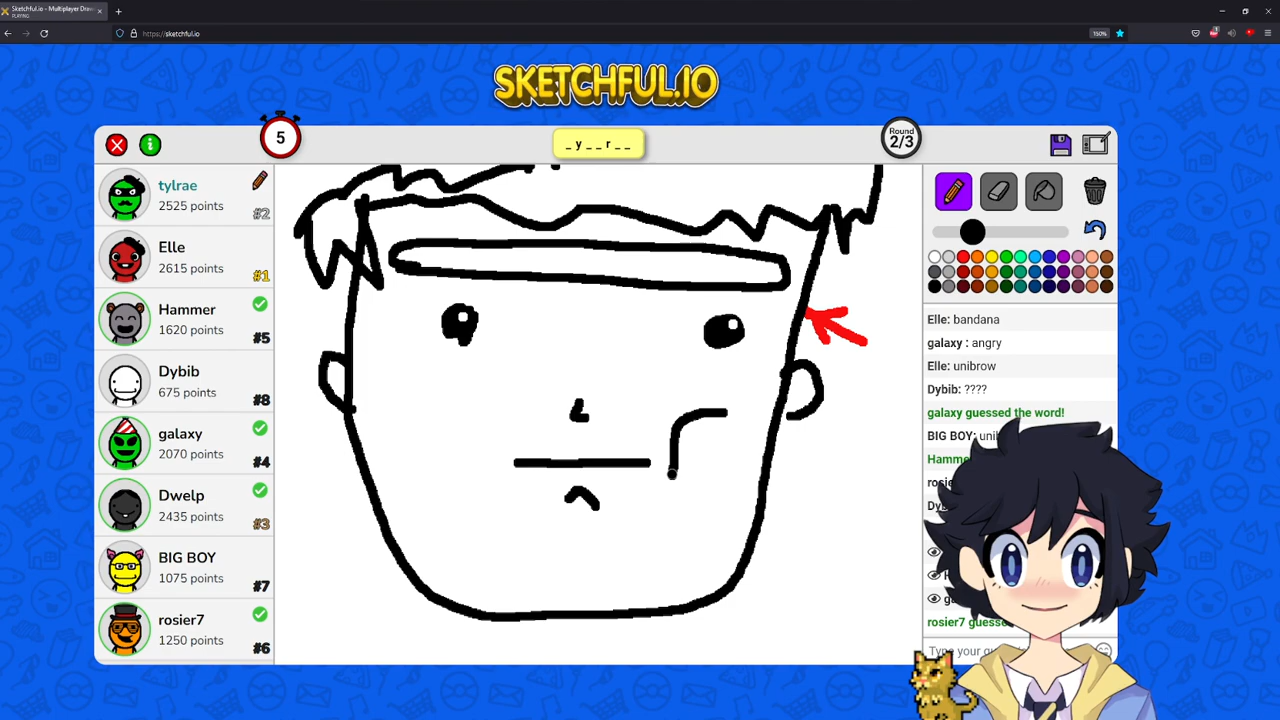 Sketchful.io - Multiplayer Draw
PLAYING
https://sketchful.io
150%
SKETCHFUL.IO
5
_ y _ _ r _ _
Round
2/3
tylrae
2525 points
#2
Elle
2615 points
#1
Hammer
1620 points
#5
Dybib
675 points
#8
galaxy
2070 points
#4
Dwelp
2435 points
#3
BIG BOY
1075 points
#7
rosier7
1250 points
#6
Elle: bandana
galaxy : angry
Elle: unibrow
Dybib: ????
galaxy guessed the word!
BIG BOY:
rosier7
Type your